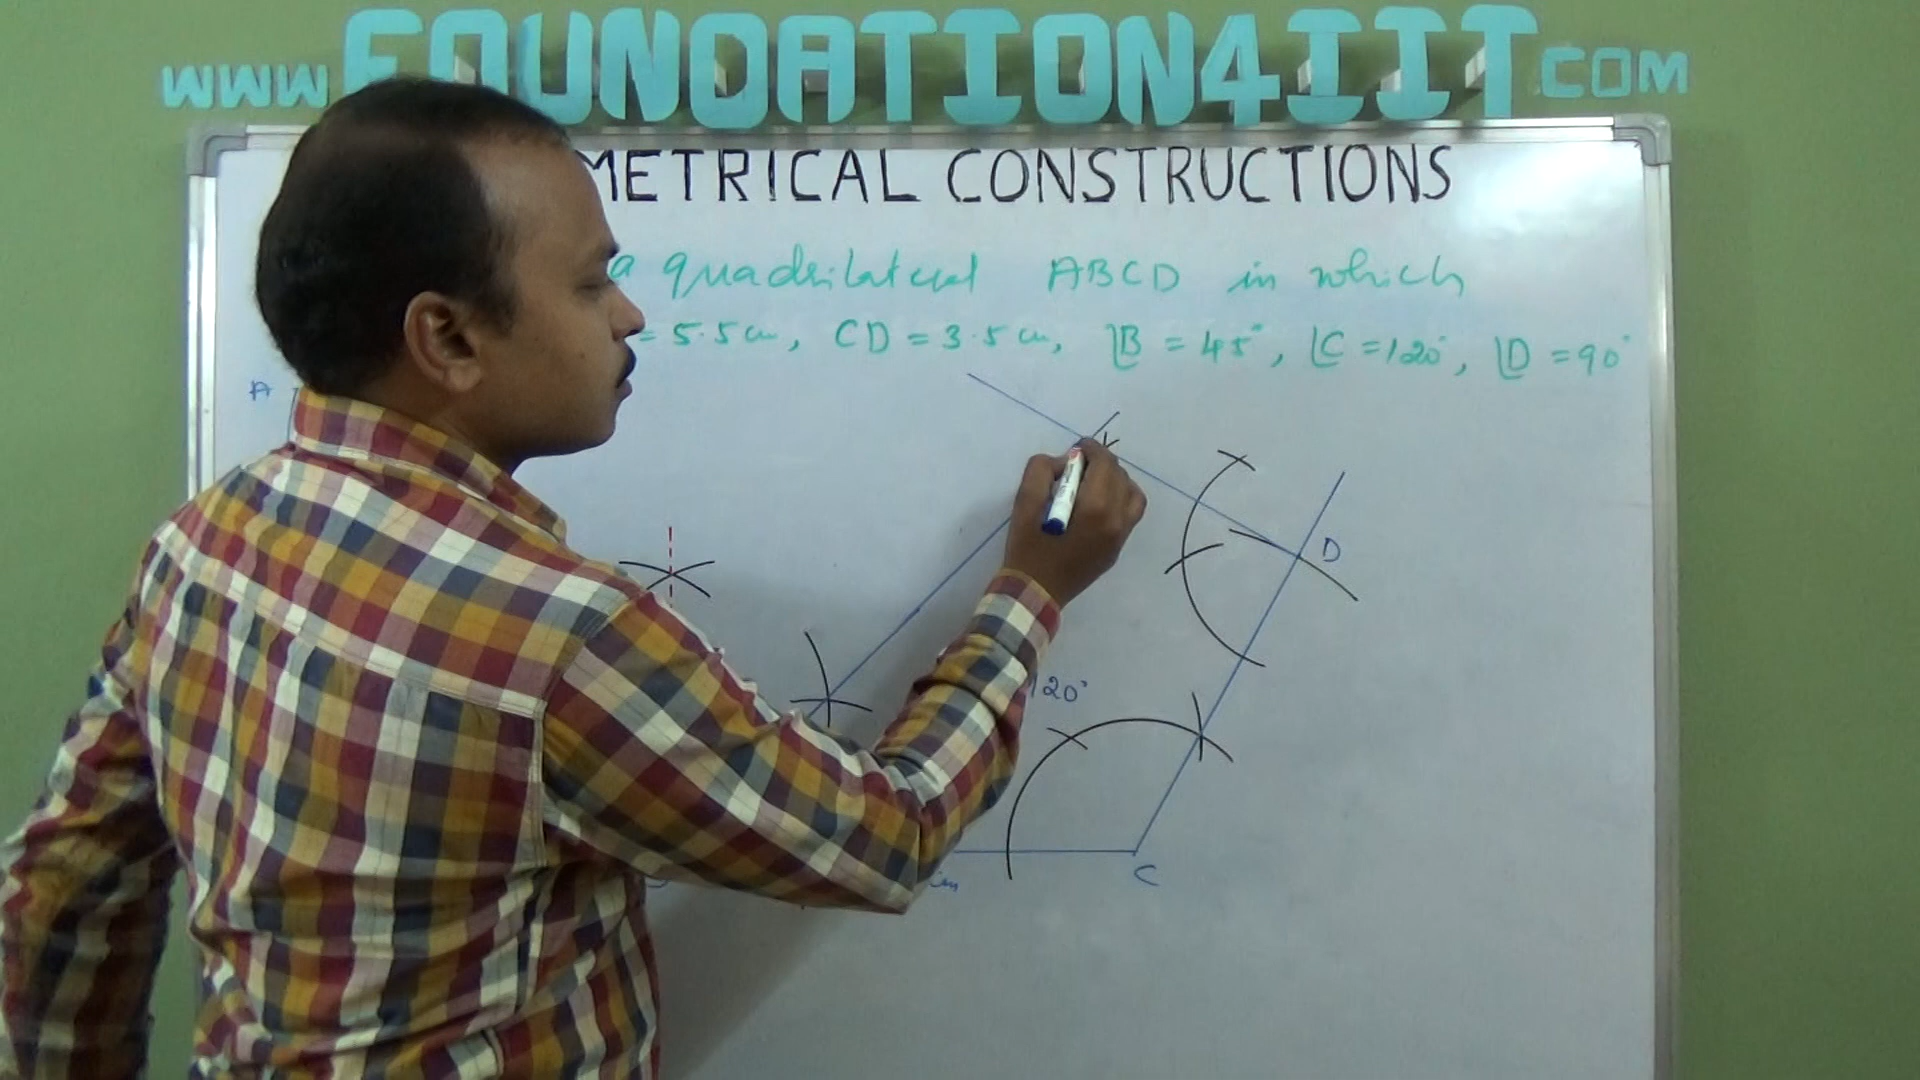 WWW.FOUNDATION4IIT.COM
METRICAL CONSTRUCTIONS
a quadrilateral ABCD in which
= 5.5 cm, CD = 3.5 cm, ∠B = 45°, ∠C = 120°, ∠D = 90°
A
D
120°
cm
C